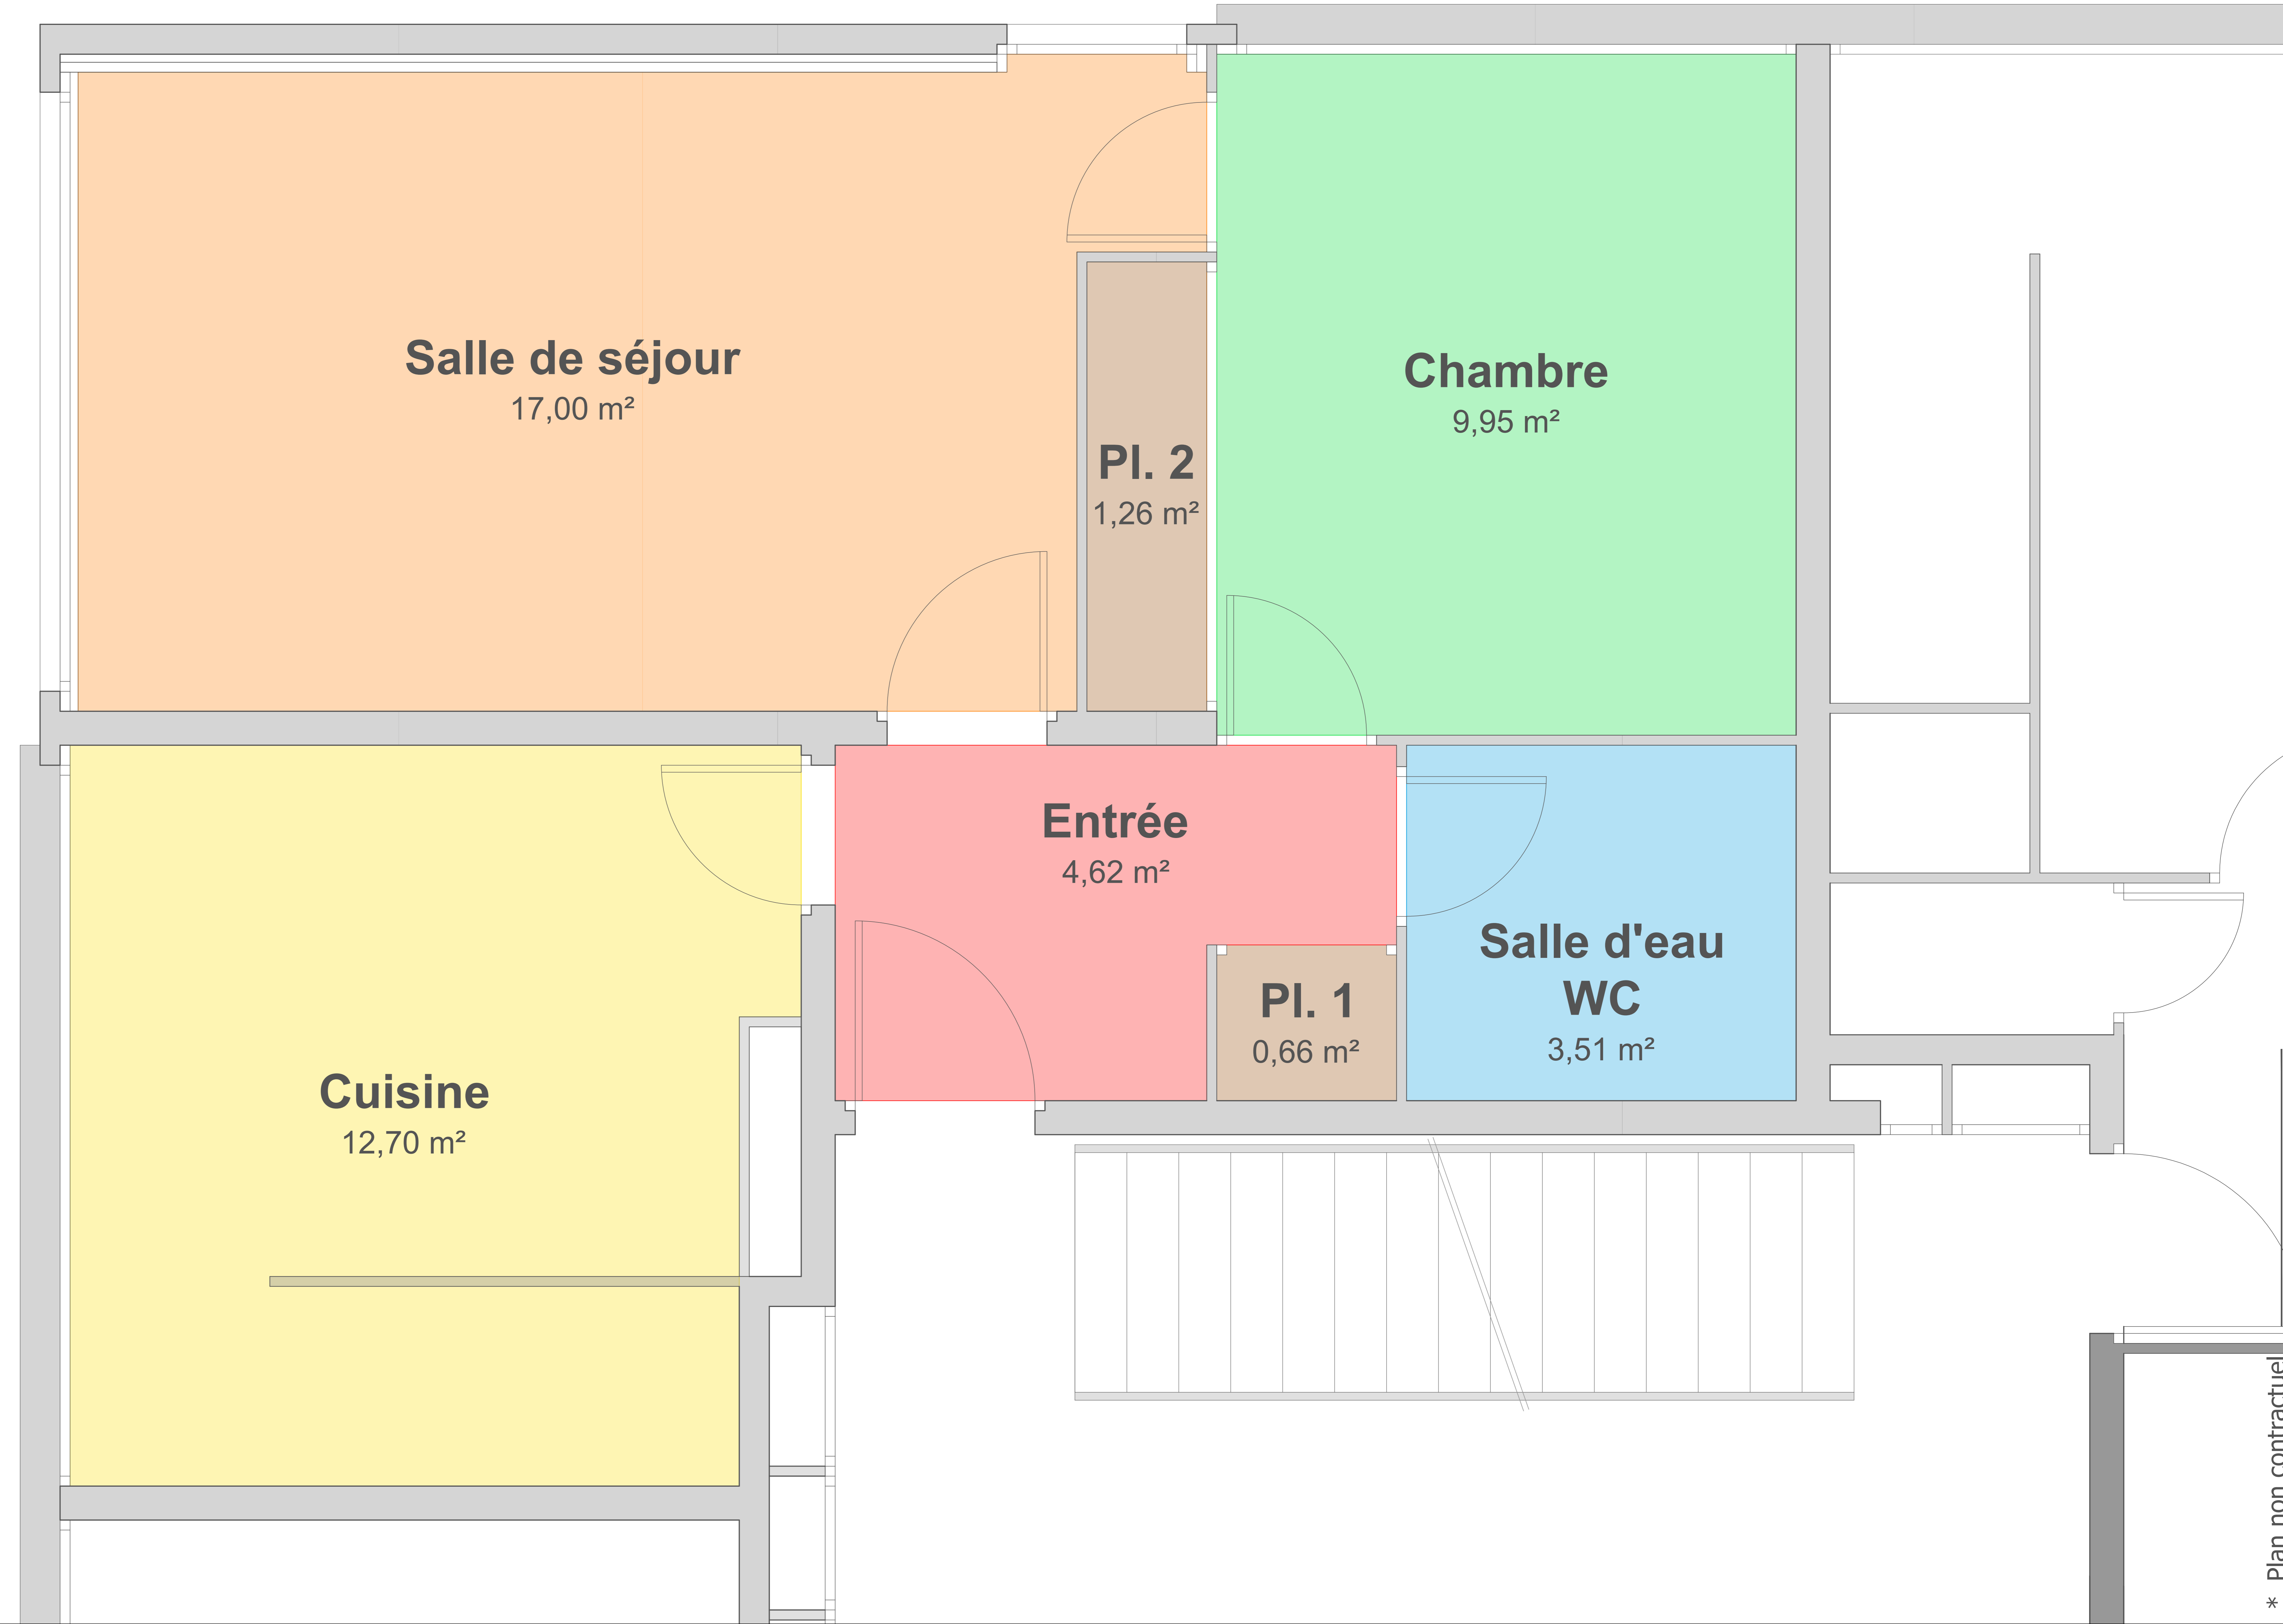 Salle de séjour
17,00 m²
Chambre
9,95 m²
Pl. 2
1,26 m²
Entrée
4,62 m²
Salle d'eau
WC
3,51 m²
Pl. 1
0,66 m²
Cuisine
12,70 m²
* Plan non contractuel